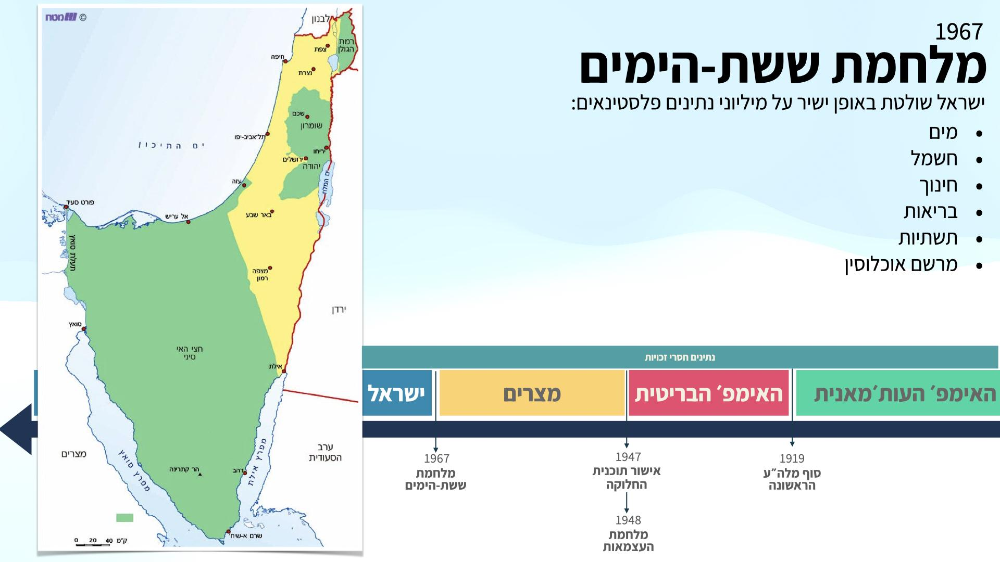 1967
מלחמת ששת-הימים
ישראל שולטת באופן ישיר על מיליוני נתינים פלסטינאים:
• מים
• חשמל
• חינוך
• בריאות
• תשתיות
• מרשם אוכלוסין
© מטח
לבנון
רמת
הגולן
צפת
חיפה
נצרת
שכם
שומרון
תל־אביב-יפו
ים התיכון
יריחו
ירושלים
יהודה
ים המלח
עזה
פורט סעיד
אל עריש
באר שבע
תעלת סואץ
מצפה
רמון
ירדן
סואץ
חצי האי
סיני
אילת
מצרים
ערב
הסעודית
מפרץ סואץ
מפרץ אילת
הר קתרינה
דהב
שרם א-שיח'
0 20 40 ק"מ
נתינים חסרי זכויות
האימפ׳ העות׳מאנית
האימפ׳ הבריטית
מצרים
ישראל
1919
סוף מלה״ע
הראשונה
1947
אישור תוכנית
החלוקה
1948
מלחמת
העצמאות
1967
מלחמת
ששת-הימים